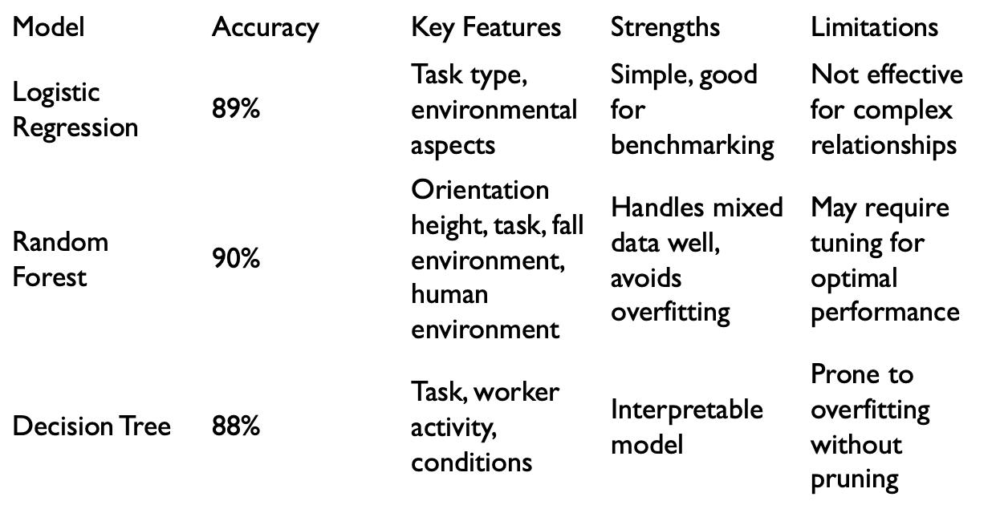 Model Accuracy Key Features Strengths Limitations
Logistic
Regression
89%
Task type,
environmental
aspects
Simple, good
for
benchmarking
Not effective
for complex
relationships
Random
Forest
90%
Orientation
height, task, fall
environment,
human
environment
Handles mixed
data well,
avoids
overfitting
May require
tuning for
optimal
performance
Decision Tree
88%
Task, worker
activity,
conditions
Interpretable
model
Prone to
overfitting
without
pruning